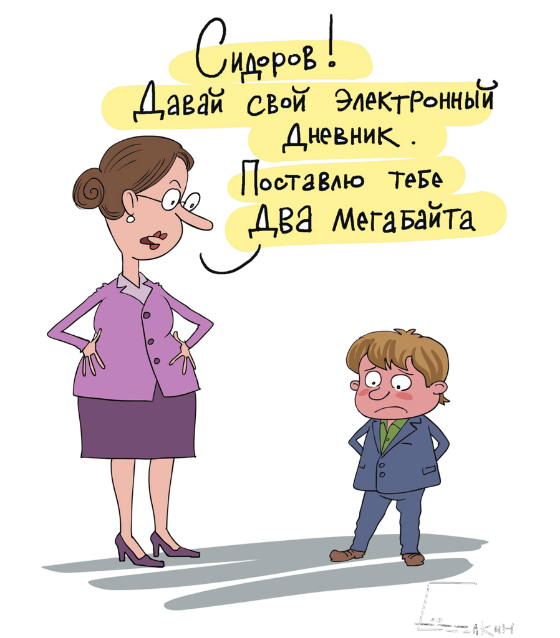 Сидоров!
Давай свой электронный
дневник.
Поставлю тебе
два мегабайта